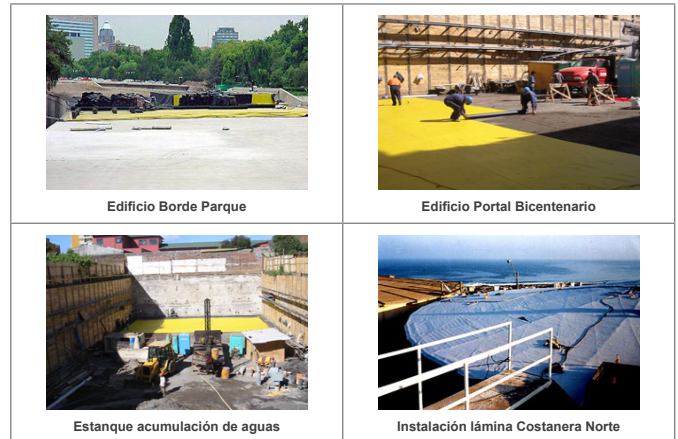 Edificio Borde Parque
Edificio Portal Bicentenario
Estanque acumulación de aguas
Instalación lámina Costanera Norte